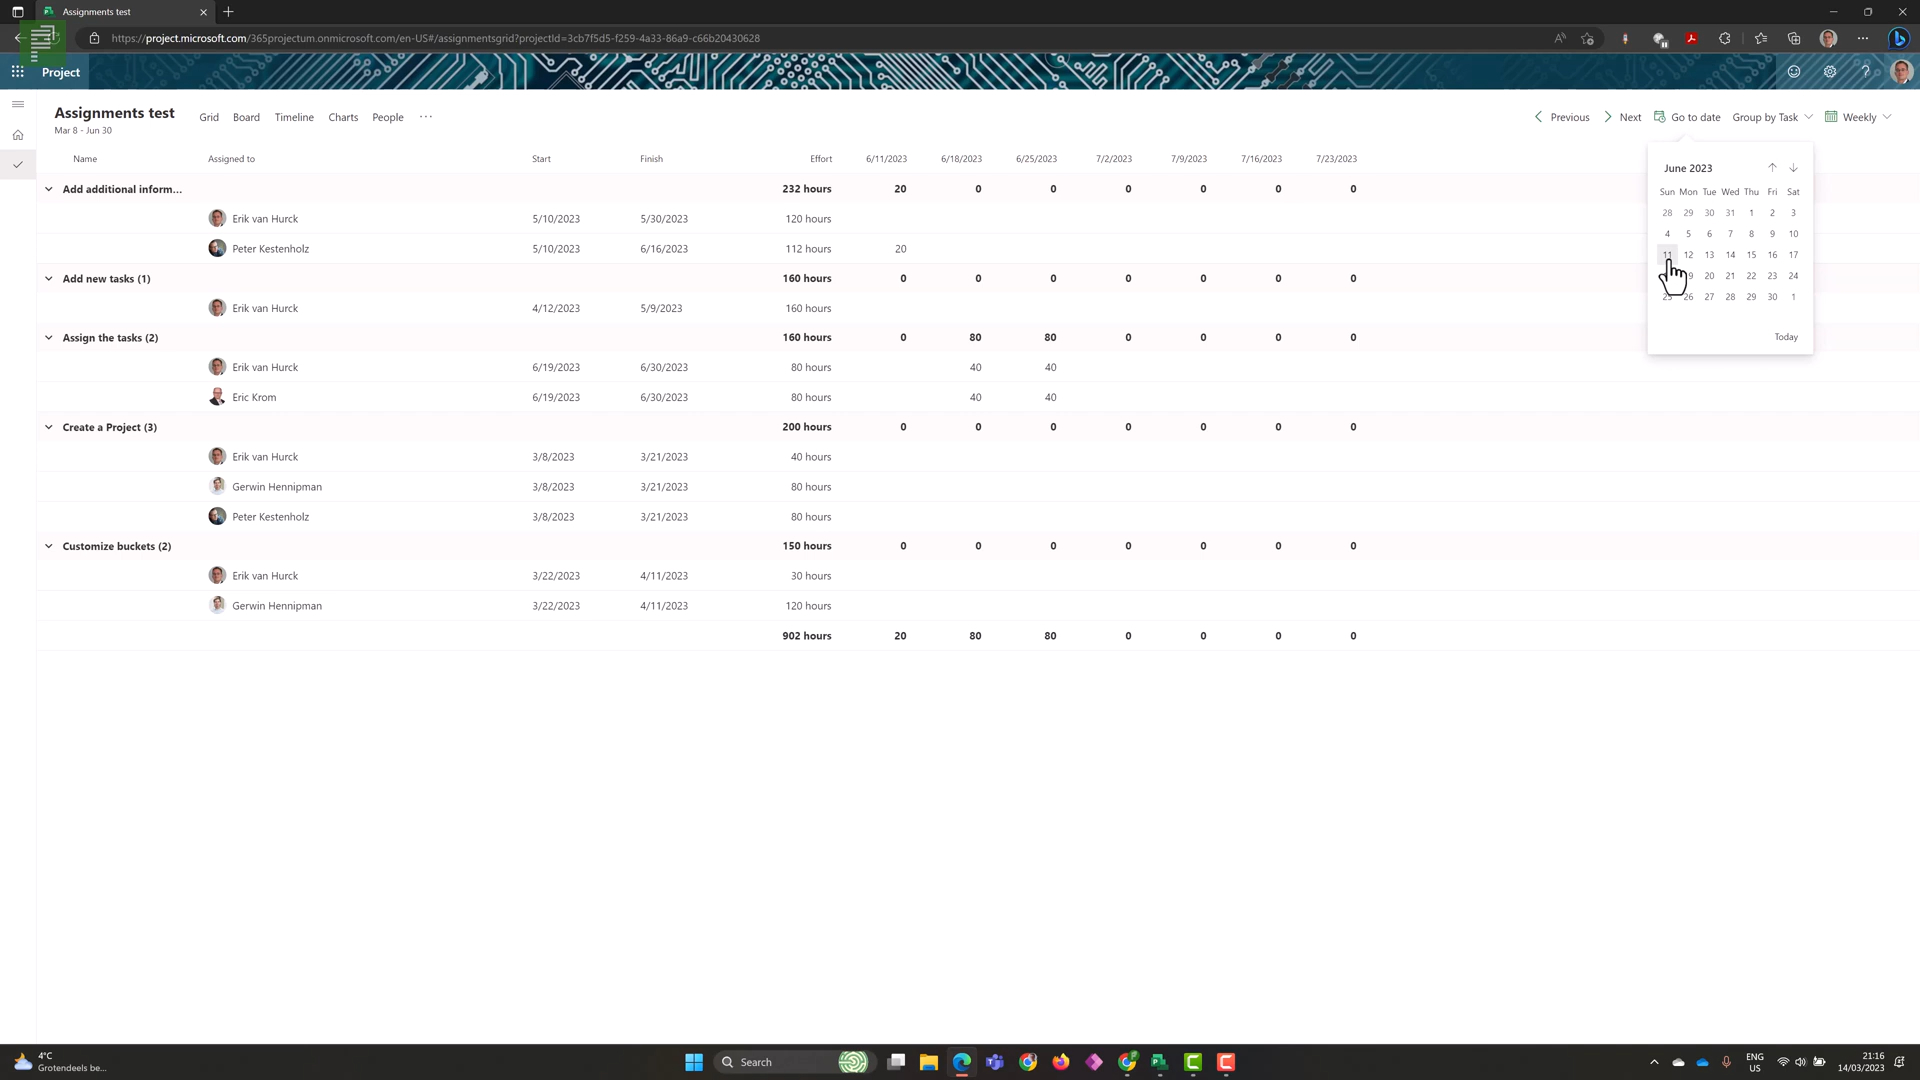 Assignments test
https://project.microsoft.com/365projectum.onmicrosoft.com/en-US#/assignmentsgrid?projectId=3cb7f5d5-f259-4a33-86a9-c66b20430628
Project
Assignments test
Mar 8 - Jun 30
Grid Board Timeline Charts People ···
Previous Next Go to date Group by Task Weekly
Name Assigned to Start Finish Effort 6/11/2023 6/18/2023 6/25/2023 7/2/2023 7/9/2023 7/16/2023 7/23/2023
Add additional inform... 232 hours 20 0 0 0 0 0 0
Erik van Hurck 5/10/2023 5/30/2023 120 hours
Peter Kestenholz 5/10/2023 6/16/2023 112 hours 20
Add new tasks (1) 160 hours 0 0 0 0 0 0 0
Erik van Hurck 4/12/2023 5/9/2023 160 hours
Assign the tasks (2) 160 hours 0 80 80 0 0 0 0
Erik van Hurck 6/19/2023 6/30/2023 80 hours 40 40
Eric Krom 6/19/2023 6/30/2023 80 hours 40 40
Create a Project (3) 200 hours 0 0 0 0 0 0 0
Erik van Hurck 3/8/2023 3/21/2023 40 hours
Gerwin Hennipman 3/8/2023 3/21/2023 80 hours
Peter Kestenholz 3/8/2023 3/21/2023 80 hours
Customize buckets (2) 150 hours 0 0 0 0 0 0 0
Erik van Hurck 3/22/2023 4/11/2023 30 hours
Gerwin Hennipman 3/22/2023 4/11/2023 120 hours
902 hours 20 80 80 0 0 0 0
June 2023
Sun Mon Tue Wed Thu Fri Sat
28 29 30 31 1 2 3
4 5 6 7 8 9 10
11 12 13 14 15 16 17
20 21 22 23 24
25 26 27 28 29 30 1
Today
4°C
Grotendeels be...
Search
ENG
US
21:16
14/03/2023